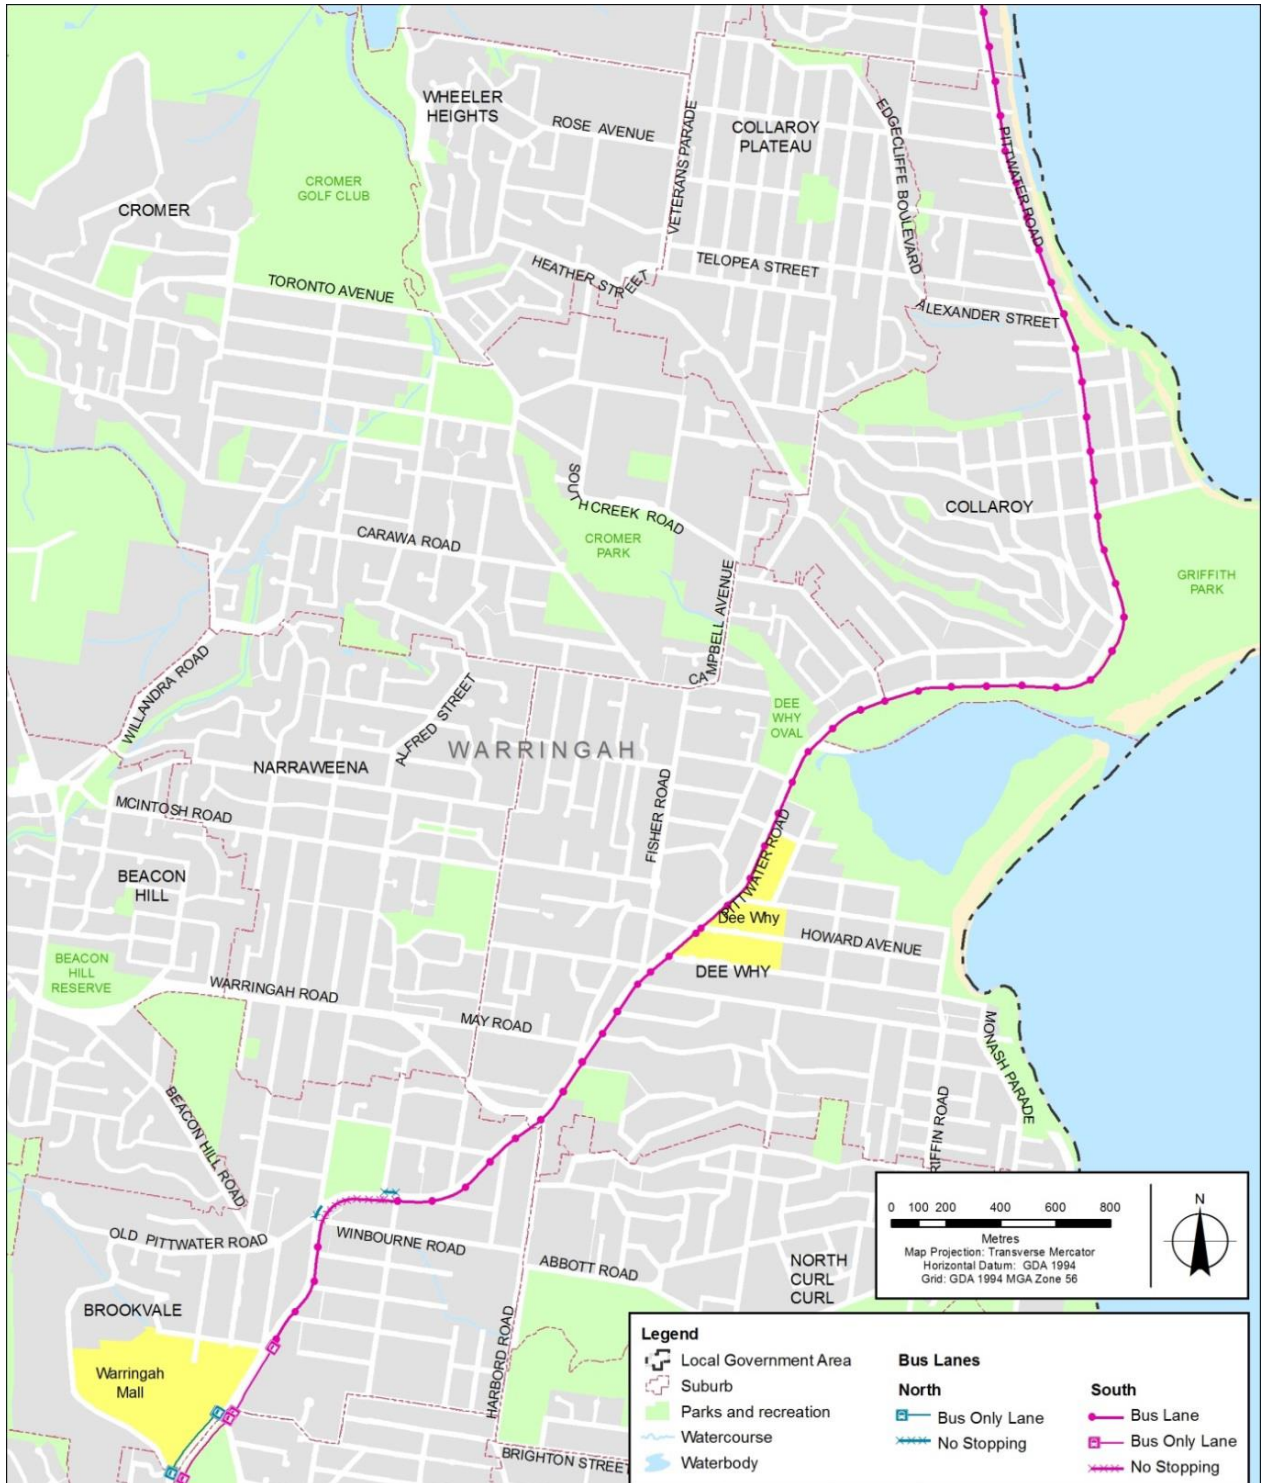 WHEELER
HEIGHTS
ROSE AVENUE
VETERANS PARADE
COLLAROY
PLATEAU
EDGECLIFFE BOULEVARD
PITTWATER ROAD
CROMER
GOLF CLUB
CROMER
TORONTO AVENUE
HEATHER STREET
TELOPEA STREET
ALEXANDER STREET
SOUTH CREEK ROAD
COLLAROY
CARAWA ROAD
CROMER
PARK
GRIFFITH
PARK
CAMPBELL AVENUE
WILLANDRA ROAD
ALFRED STREET
DEE
WHY
OVAL
WARRINGAH
NARRAWEENA
MCINTOSH ROAD
FISHER ROAD
PITTWATER ROAD
BEACON
HILL
Dee Why
HOWARD AVENUE
DEE WHY
BEACON
HILL
RESERVE
WARRINGAH ROAD
MAY ROAD
MONASH PARADE
BEACON HILL ROAD
RIFFIN ROAD
OLD PITTWATER ROAD
WINBOURNE ROAD
ABBOTT ROAD
NORTH
CURL
CURL
BROOKVALE
HARBORD ROAD
Warringah
Mall
BRIGHTON STREET
0 100 200 400 600 800
Metres
Map Projection: Transverse Mercator
Horizontal Datum: GDA 1994
Grid: GDA 1994 MGA Zone 56
N
Legend
Local Government Area
Suburb
Parks and recreation
Watercourse
Waterbody
Bus Lanes
North
Bus Only Lane
No Stopping
South
Bus Lane
Bus Only Lane
No Stopping